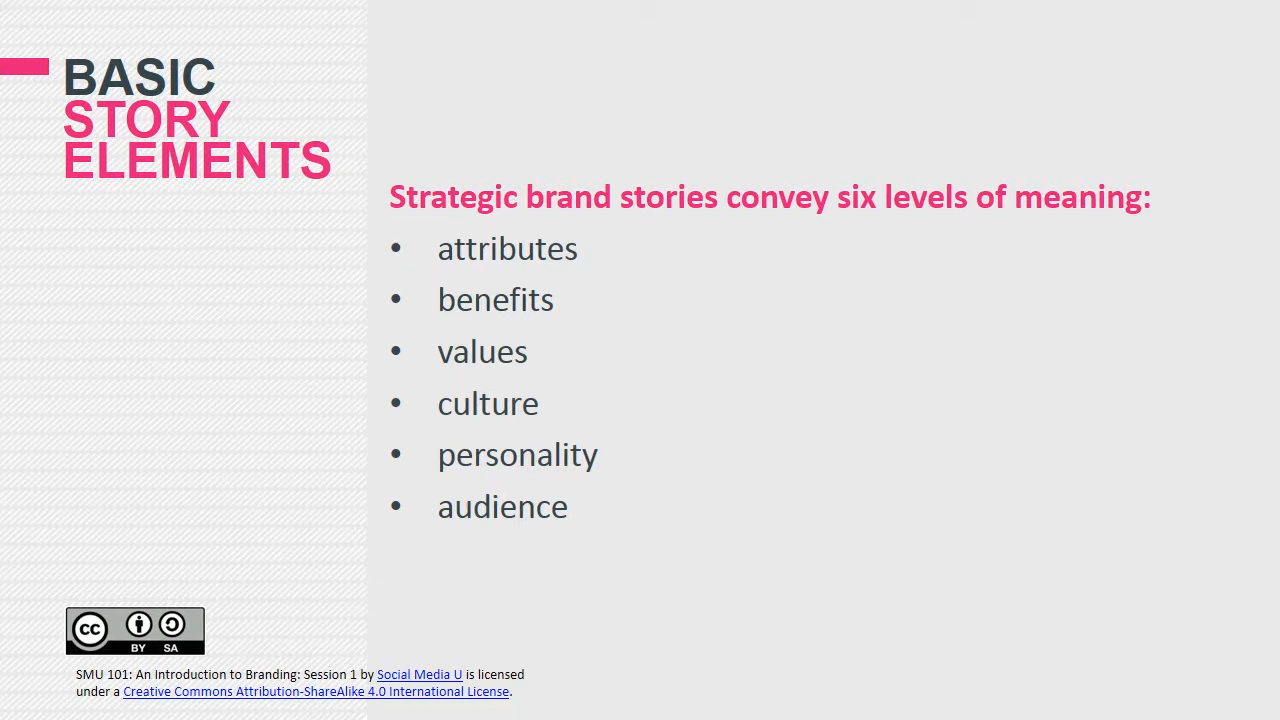 BASIC
STORY
ELEMENTS
Strategic brand stories convey six levels of meaning:
• attributes
• benefits
• values
• culture
• personality
• audience
cc
BY SA
SMU 101: An Introduction to Branding: Session 1 by Social Media U is licensed
under a Creative Commons Attribution-ShareAlike 4.0 International License.